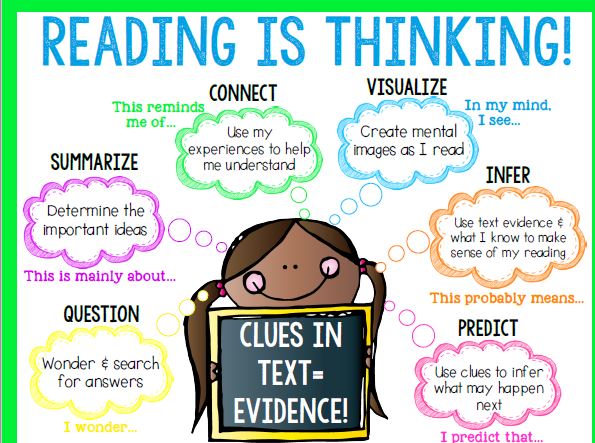 READING IS THINKING!
CONNECT
This reminds
me of...
Use my
experiences to help
me understand
VISUALIZE
In my mind,
I see...
Create mental
images as I read
SUMMARIZE
Determine the
important ideas
This is mainly about...
INFER
Use text evidence &
what I know to make
sense of my reading
This probably means...
QUESTION
Wonder & search
for answers
I wonder...
PREDICT
Use clues to infer
what may happen
next
I predict that...
CLUES IN
TEXT=
EVIDENCE!